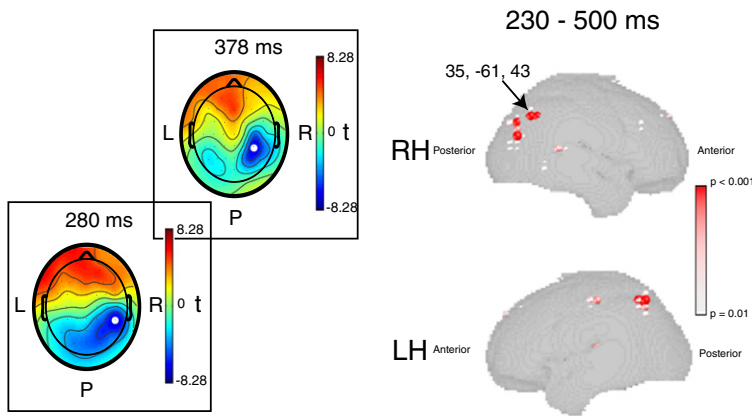 230 - 500 ms
378 ms
8.28
L
R
0
t
-8.28
P
280 ms
8.28
L
R
0
t
-8.28
P
35, -61, 43
RH
Posterior
Anterior
p < 0.001
p = 0.01
LH
Anterior
Posterior